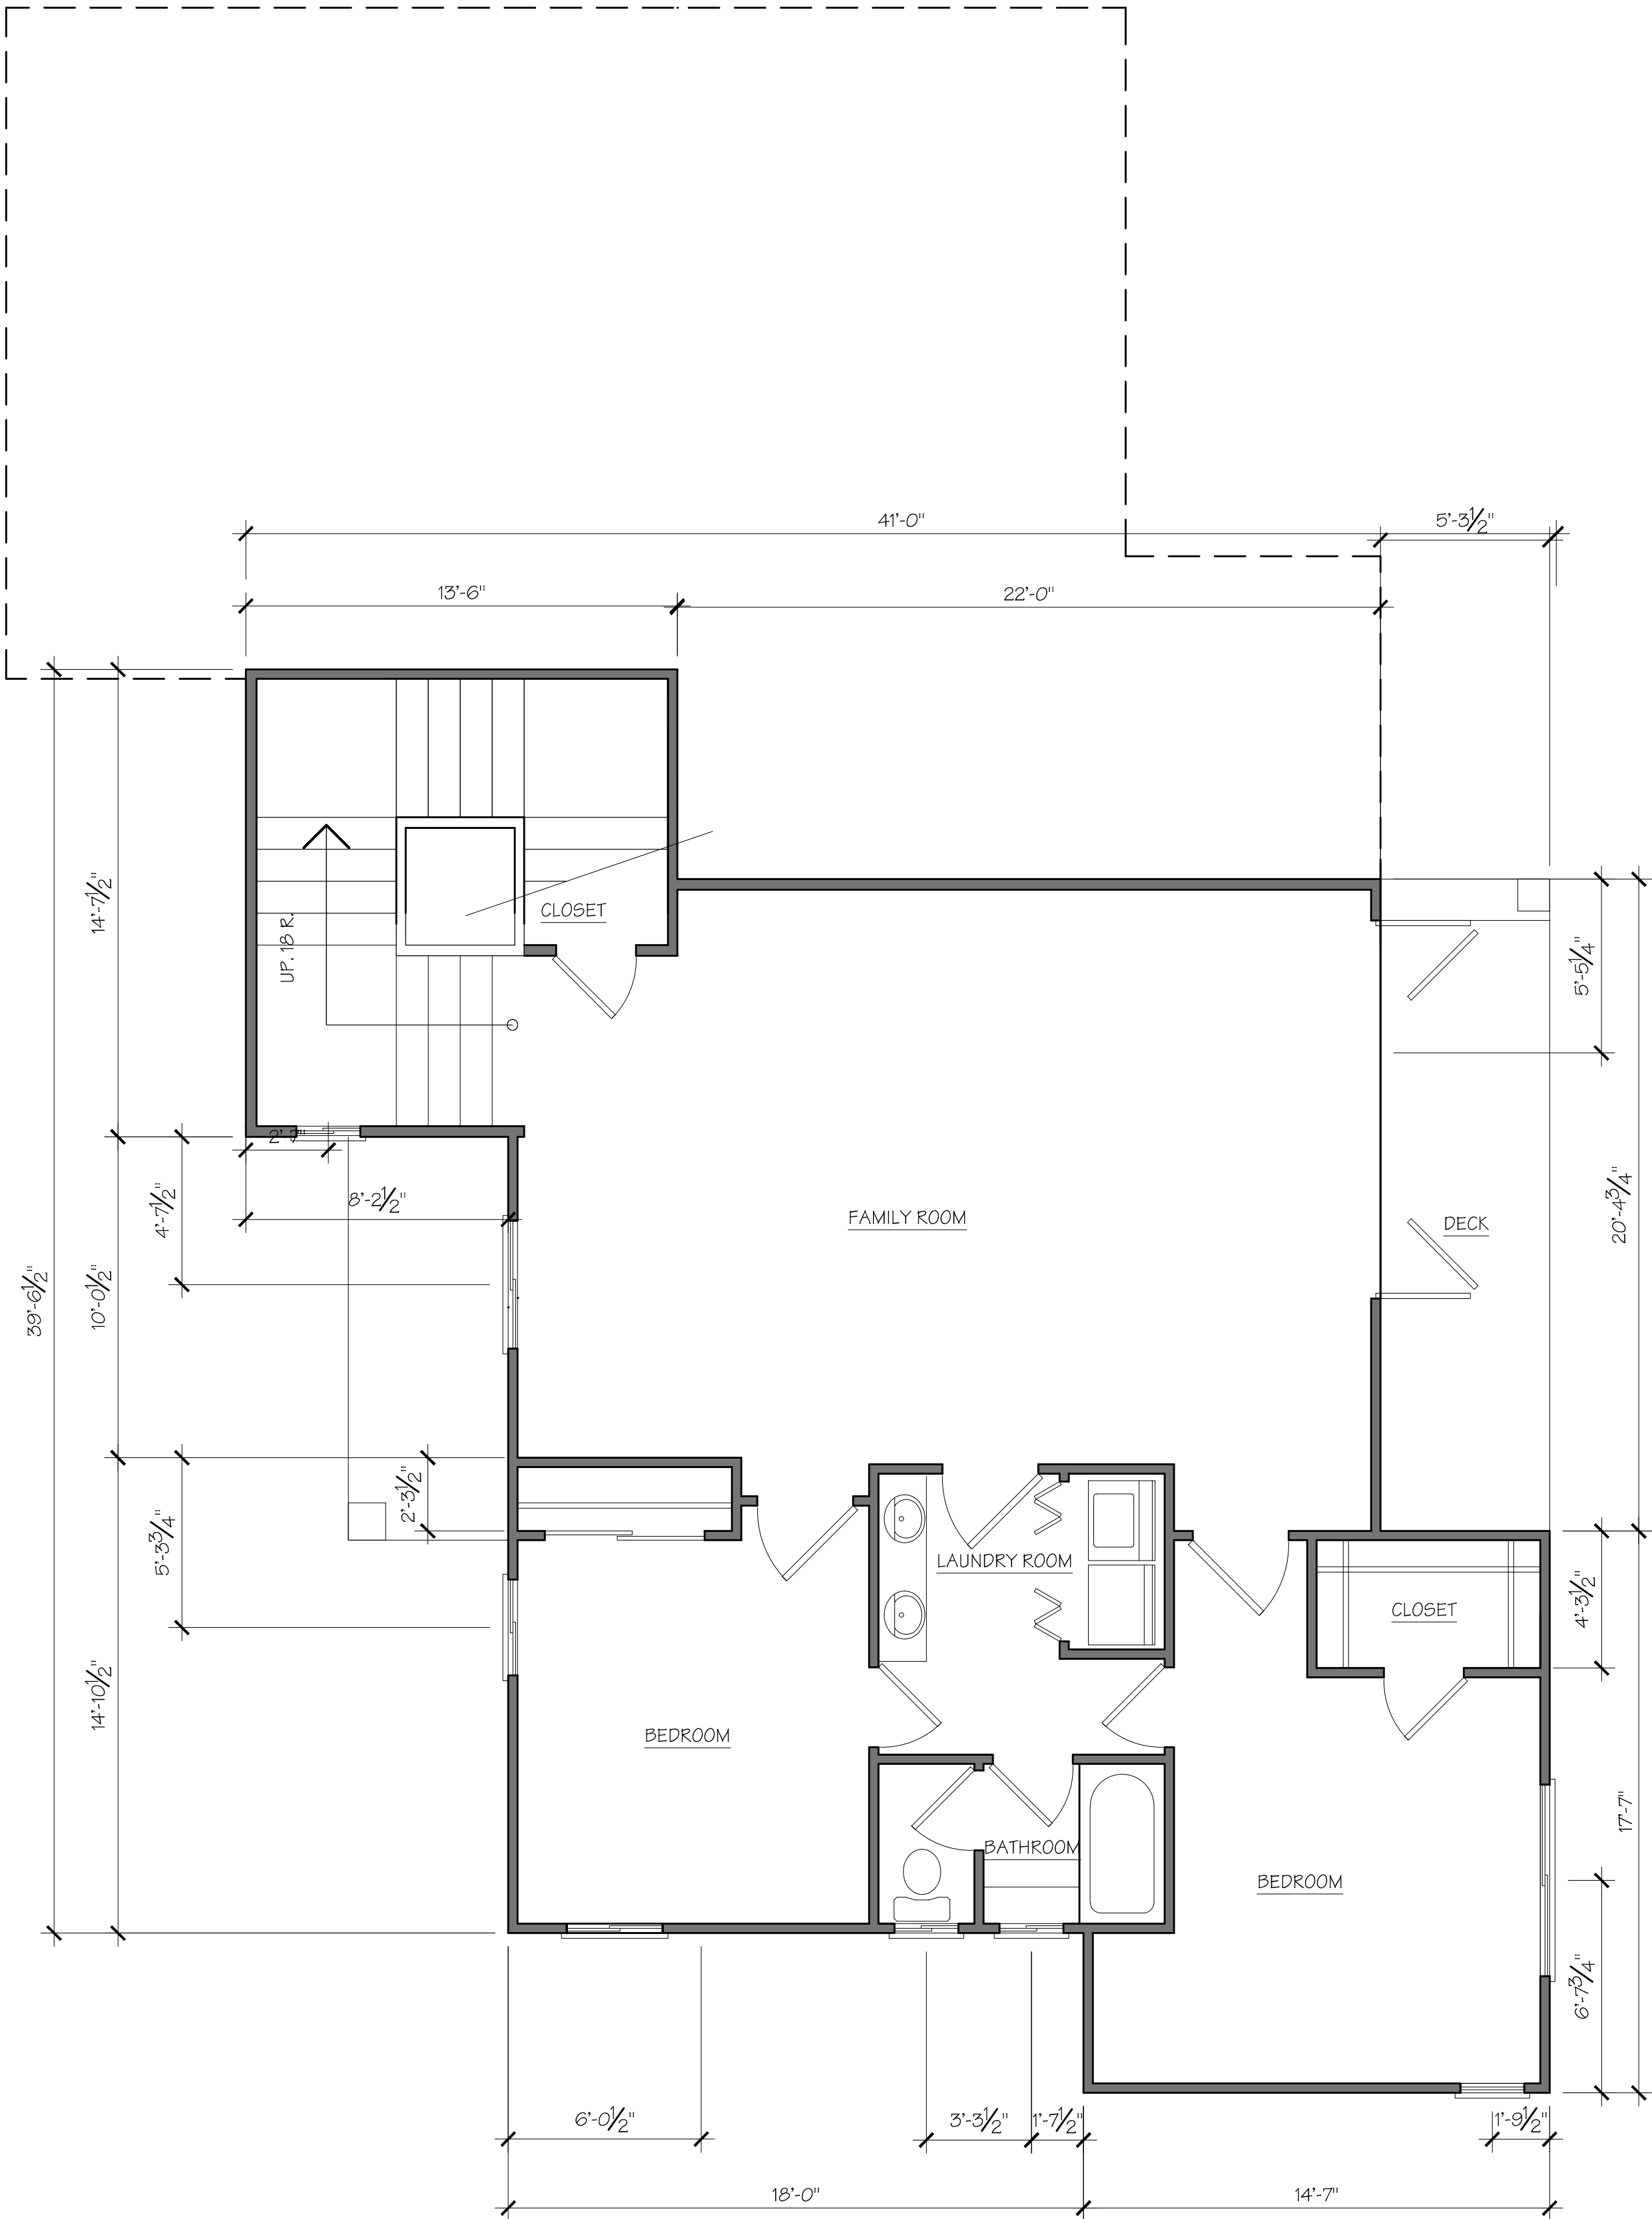 41'-0"
5'-3½"
13'-6"
22'-0"
14'-7½"
UP. 18 R.
CLOSET
5'-5¼"
2'-7"
8'-2½"
4'-7½"
39'-6½"
10'-0½"
FAMILY ROOM
DECK
20'-4¾"
2'-3½"
5'-3¾"
LAUNDRY ROOM
CLOSET
4'-3½"
14'-10½"
BEDROOM
BATHROOM
BEDROOM
17'-7"
6'-7¾"
6'-0½"
3'-3½"
1'-7½"
1'-9½"
18'-0"
14'-7"